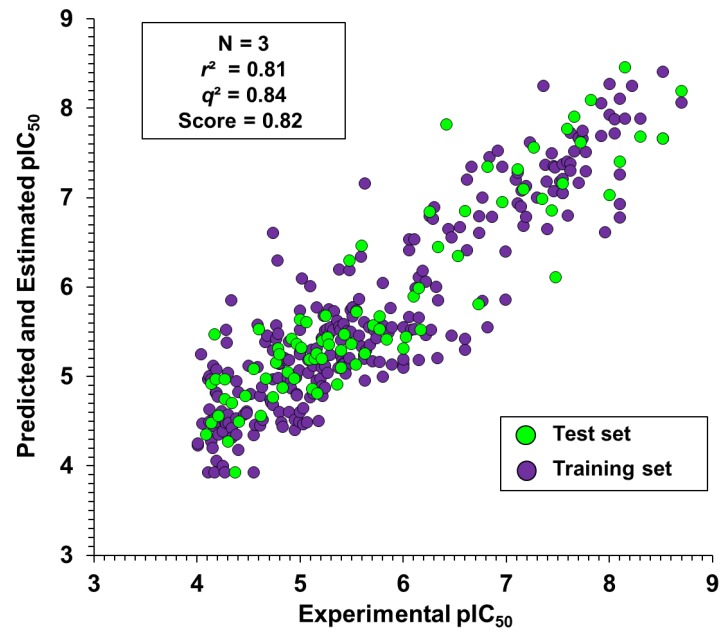 9
8
7
6
5
4
3
Predicted and Estimated pIC₅₀
N = 3
r² = 0.81
q² = 0.84
Score = 0.82
Test set
Training set
3 4 5 6 7 8 9
Experimental pIC₅₀